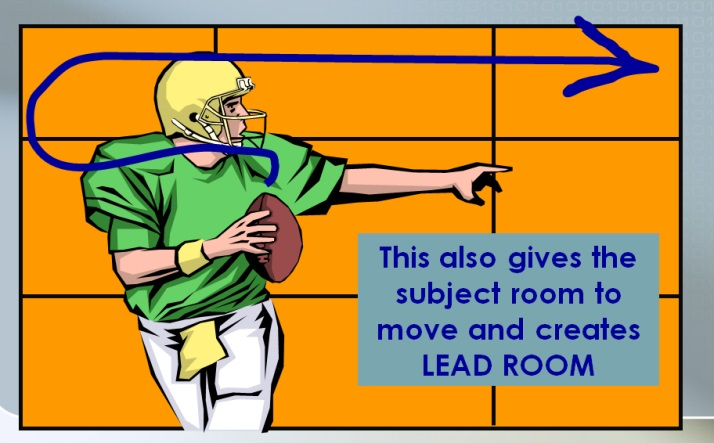 This also gives the
subject room to
move and creates
LEAD ROOM